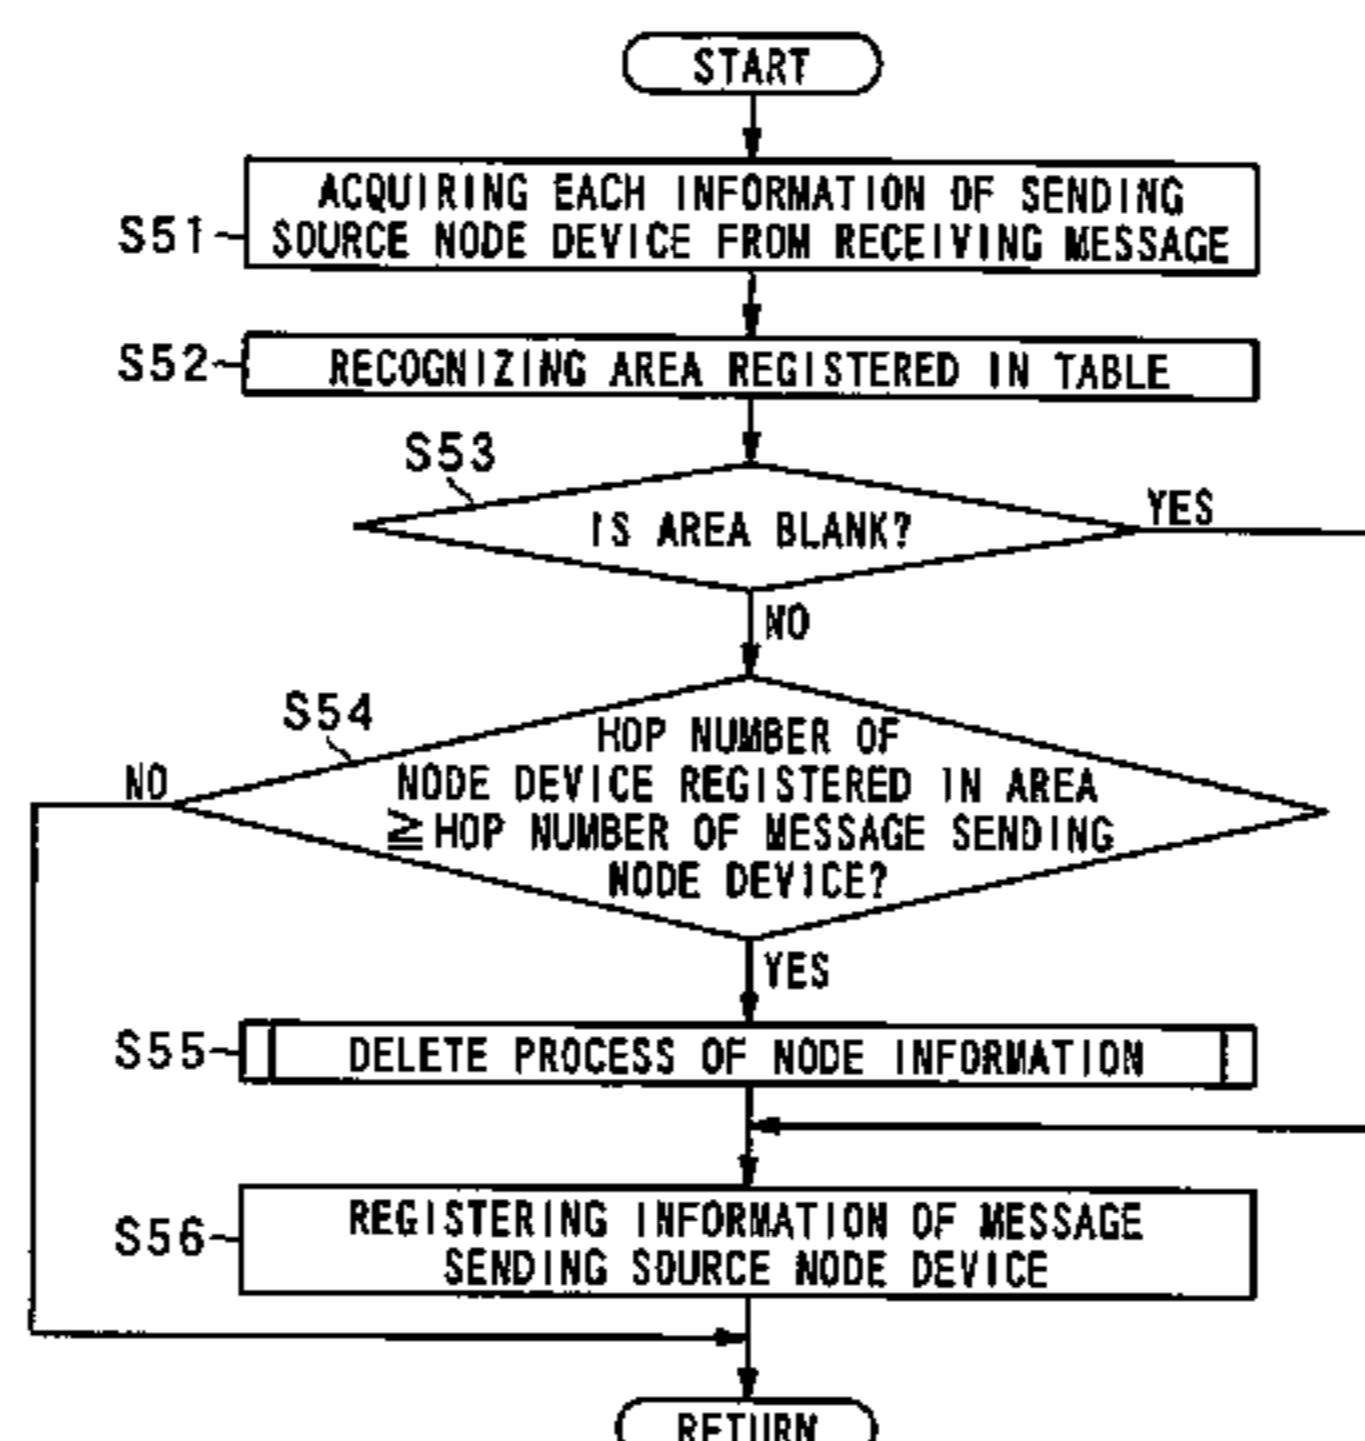 START
ACQUIRING EACH INFORMATION OF SENDING
S51
SOURCE NODE DEVICE FROM RECEIVING MESSAGE
S52
RECOGNIZING AREA REGISTERED IN TABLE
S53
YES
IS AREA BLANK?
NO
S54
HOP NUMBER OF
NO
NODE DEVICE REGISTERED IN AREA
≧ HOP NUMBER OF MESSAGE SENDING
NODE DEVICE?
YES
S55
DELETE PROCESS OF NODE INFORMATION
S56
REGISTERING INFORMATION OF MESSAGE
SENDING SOURCE NODE DEVICE
RETURN